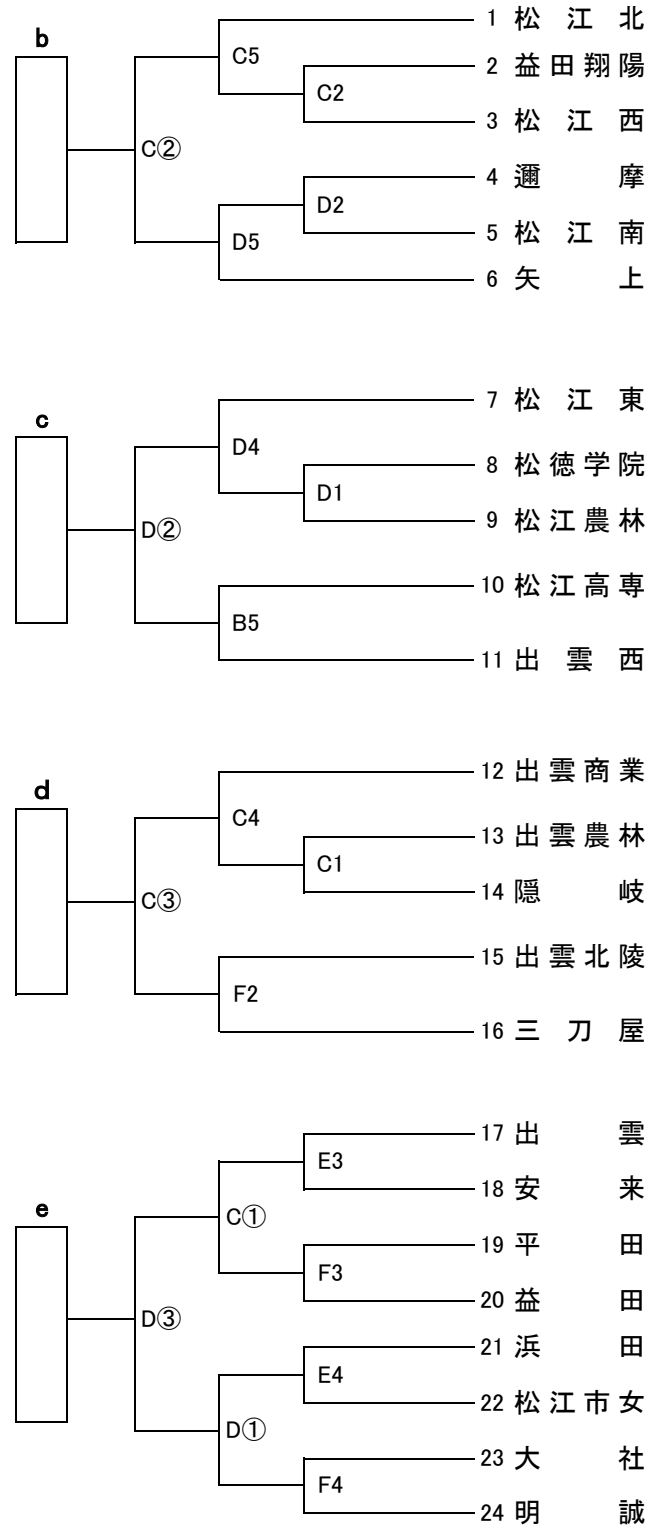 1 松江北
b
C5
2 益田翔陽
C2
3 松江西
C②
4 邇摩
D2
5 松江南
D5
6 矢上
7 松江東
c
D4
8 松徳学院
D1
9 松江農林
D②
10 松江高専
B5
11 出雲西
12 出雲商業
d
C4
13 出雲農林
C1
14 隠岐
C③
15 出雲北陵
F2
16 三刀屋
17 出雲
E3
18 安来
e
C①
19 平田
F3
20 益田
D③
21 浜田
E4
22 松江市女
D①
23 大社
F4
24 明誠